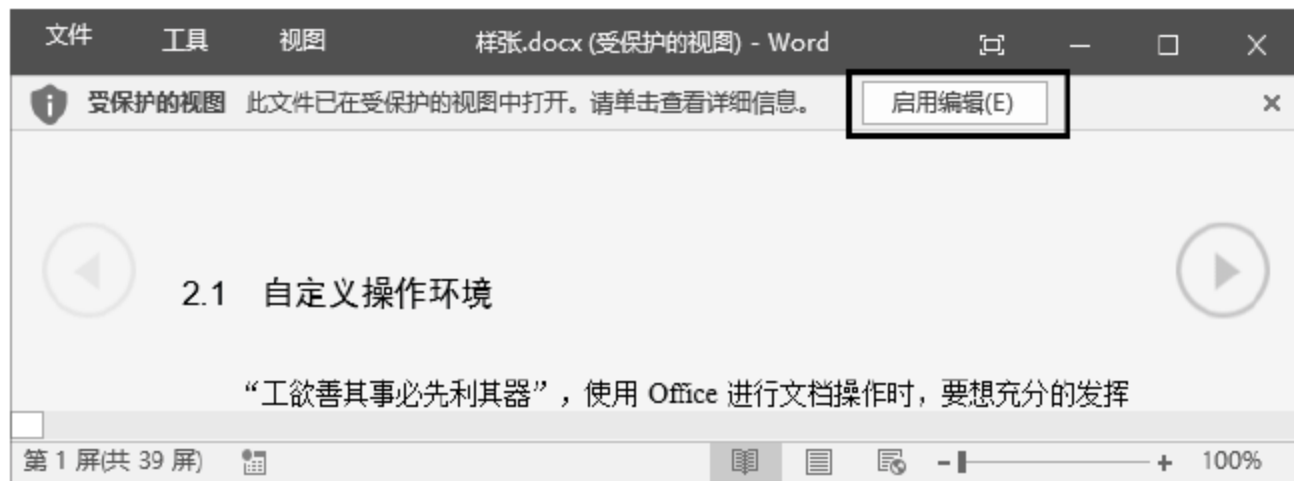 文件 工具 视图 样张.docx (受保护的视图) - Word
受保护的视图 此文件已在受保护的视图中打开。请单击查看详细信息。 启用编辑(E)
2.1 自定义操作环境
“工欲善其事必先利其器”，使用 Office 进行文档操作时，要想充分的发挥
第 1 屏(共 39 屏) 100%